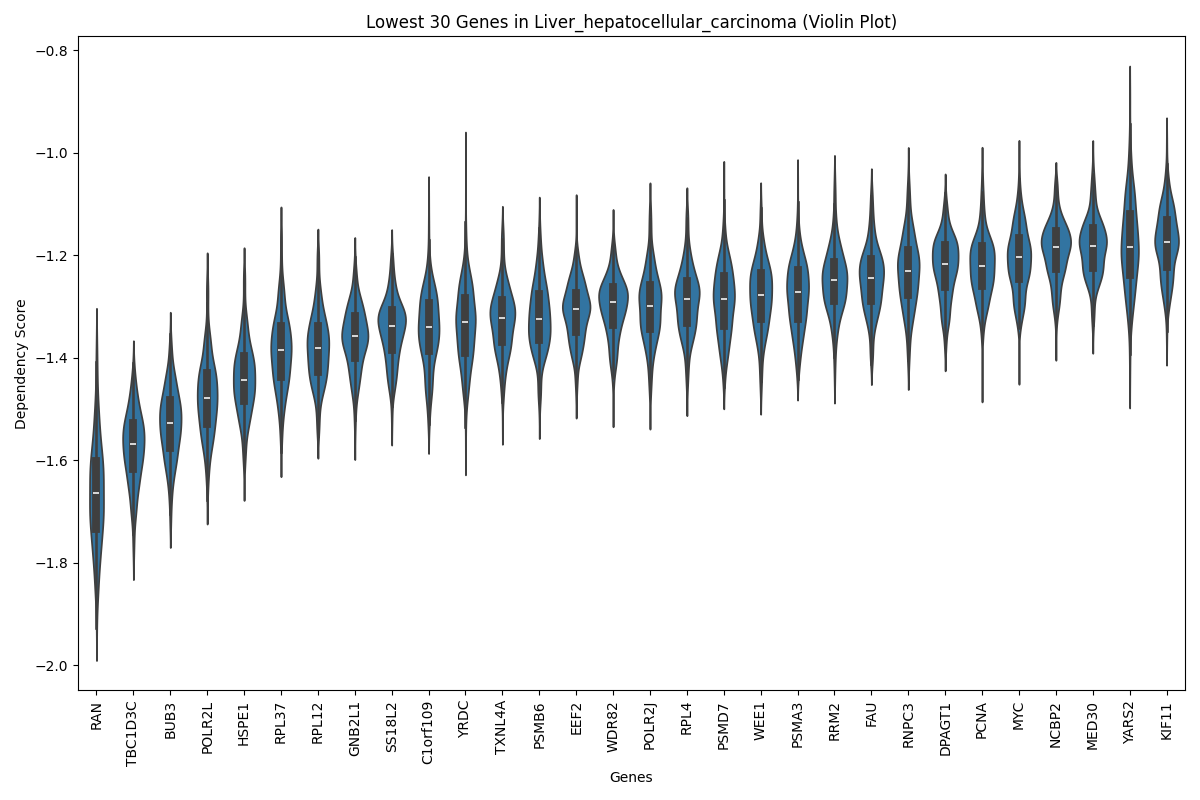 Lowest 30 Genes in Liver_hepatocellular_carcinoma (Violin Plot)
Dependency Score
−0.8
−1.0
−1.2
−1.4
−1.6
−1.8
−2.0
RAN
TBC1D3C
BUB3
POLR2L
HSPE1
RPL37
RPL12
GNB2L1
SS18L2
C1orf109
YRDC
TXNL4A
PSMB6
EEF2
WDR82
POLR2J
RPL4
PSMD7
WEE1
PSMA3
RRM2
FAU
RNPC3
DPAGT1
PCNA
MYC
NCBP2
MED30
YARS2
KIF11
Genes